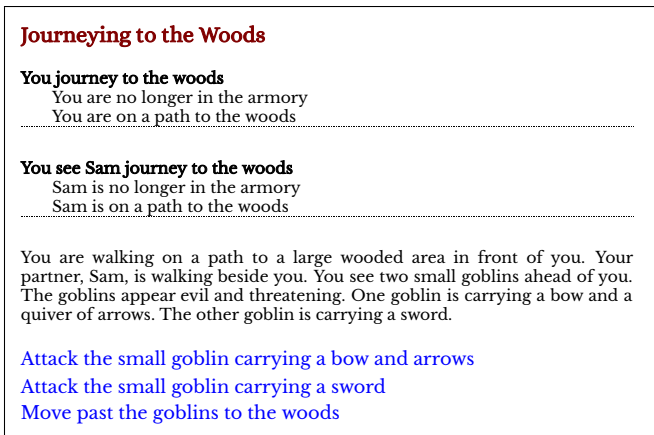 Journeying to the Woods
You journey to the woods
You are no longer in the armory
You are on a path to the woods
You see Sam journey to the woods
Sam is no longer in the armory
Sam is on a path to the woods
You are walking on a path to a large wooded area in front of you. Your
partner, Sam, is walking beside you. You see two small goblins ahead of you.
The goblins appear evil and threatening. One goblin is carrying a bow and a
quiver of arrows. The other goblin is carrying a sword.
Attack the small goblin carrying a bow and arrows
Attack the small goblin carrying a sword
Move past the goblins to the woods